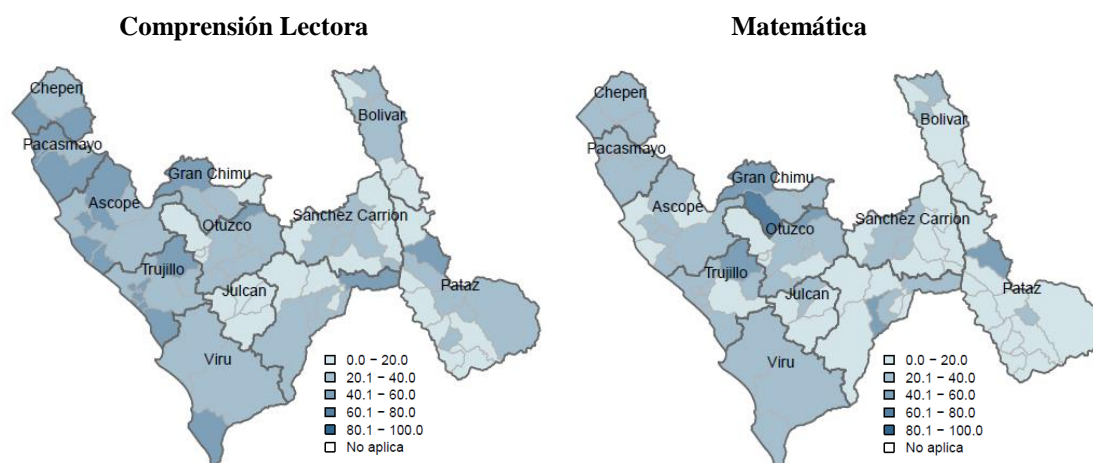 Comprensión Lectora
Chepen
Pacasmayo
Ascope
Gran Chimu
Bolivar
Otuzco
Sánchez Carrion
Trujillo
Julcan
Pataz
Viru
0.0 − 20.0
20.1 − 40.0
40.1 − 60.0
60.1 − 80.0
80.1 − 100.0
No aplica
Matemática
Chepen
Pacasmayo
Ascope
Gran Chimu
Bolivar
Otuzco
Sánchez Carrion
Trujillo
Julcan
Pataz
Viru
0.0 − 20.0
20.1 − 40.0
40.1 − 60.0
60.1 − 80.0
80.1 − 100.0
No aplica